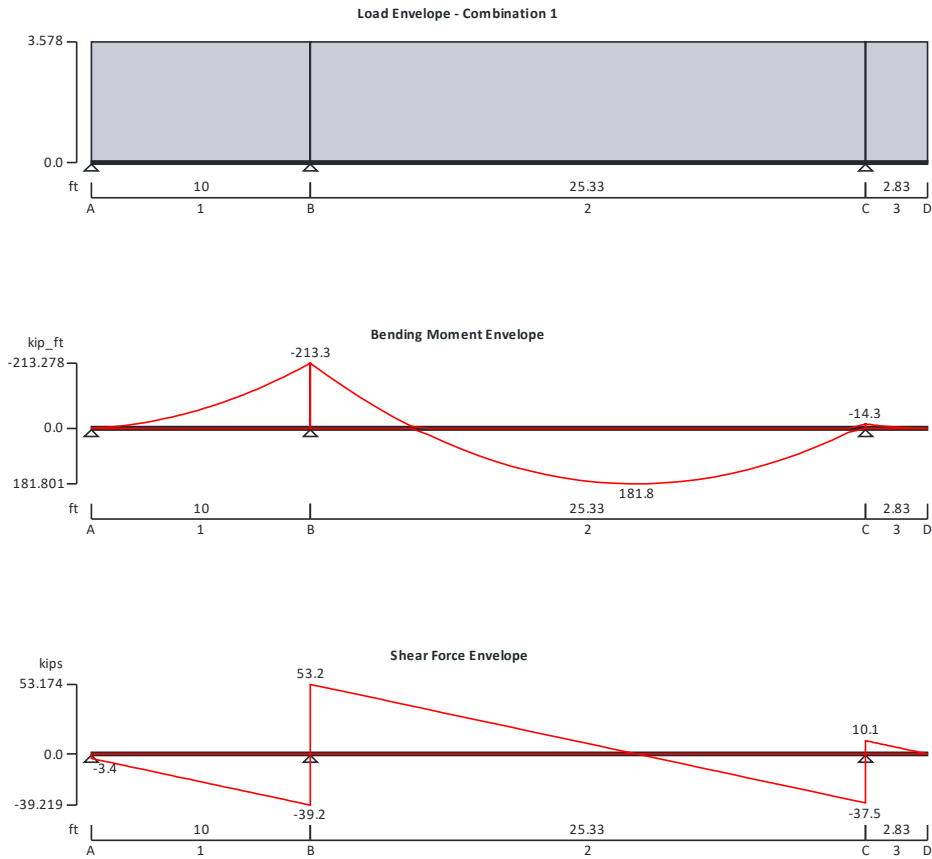 Load Envelope - Combination 1
3.578
0.0
ft 10 25.33 2.83
A 1 B 2 C 3 D
Bending Moment Envelope
kip_ft
-213.3
-213.278
-14.3
0.0
181.801
181.8
ft 10 25.33 2.83
A 1 B 2 C 3 D
Shear Force Envelope
kips
53.2
53.174
10.1
0.0
-3.4
-39.219
-39.2 -37.5
ft 10 25.33 2.83
A 1 B 2 C 3 D